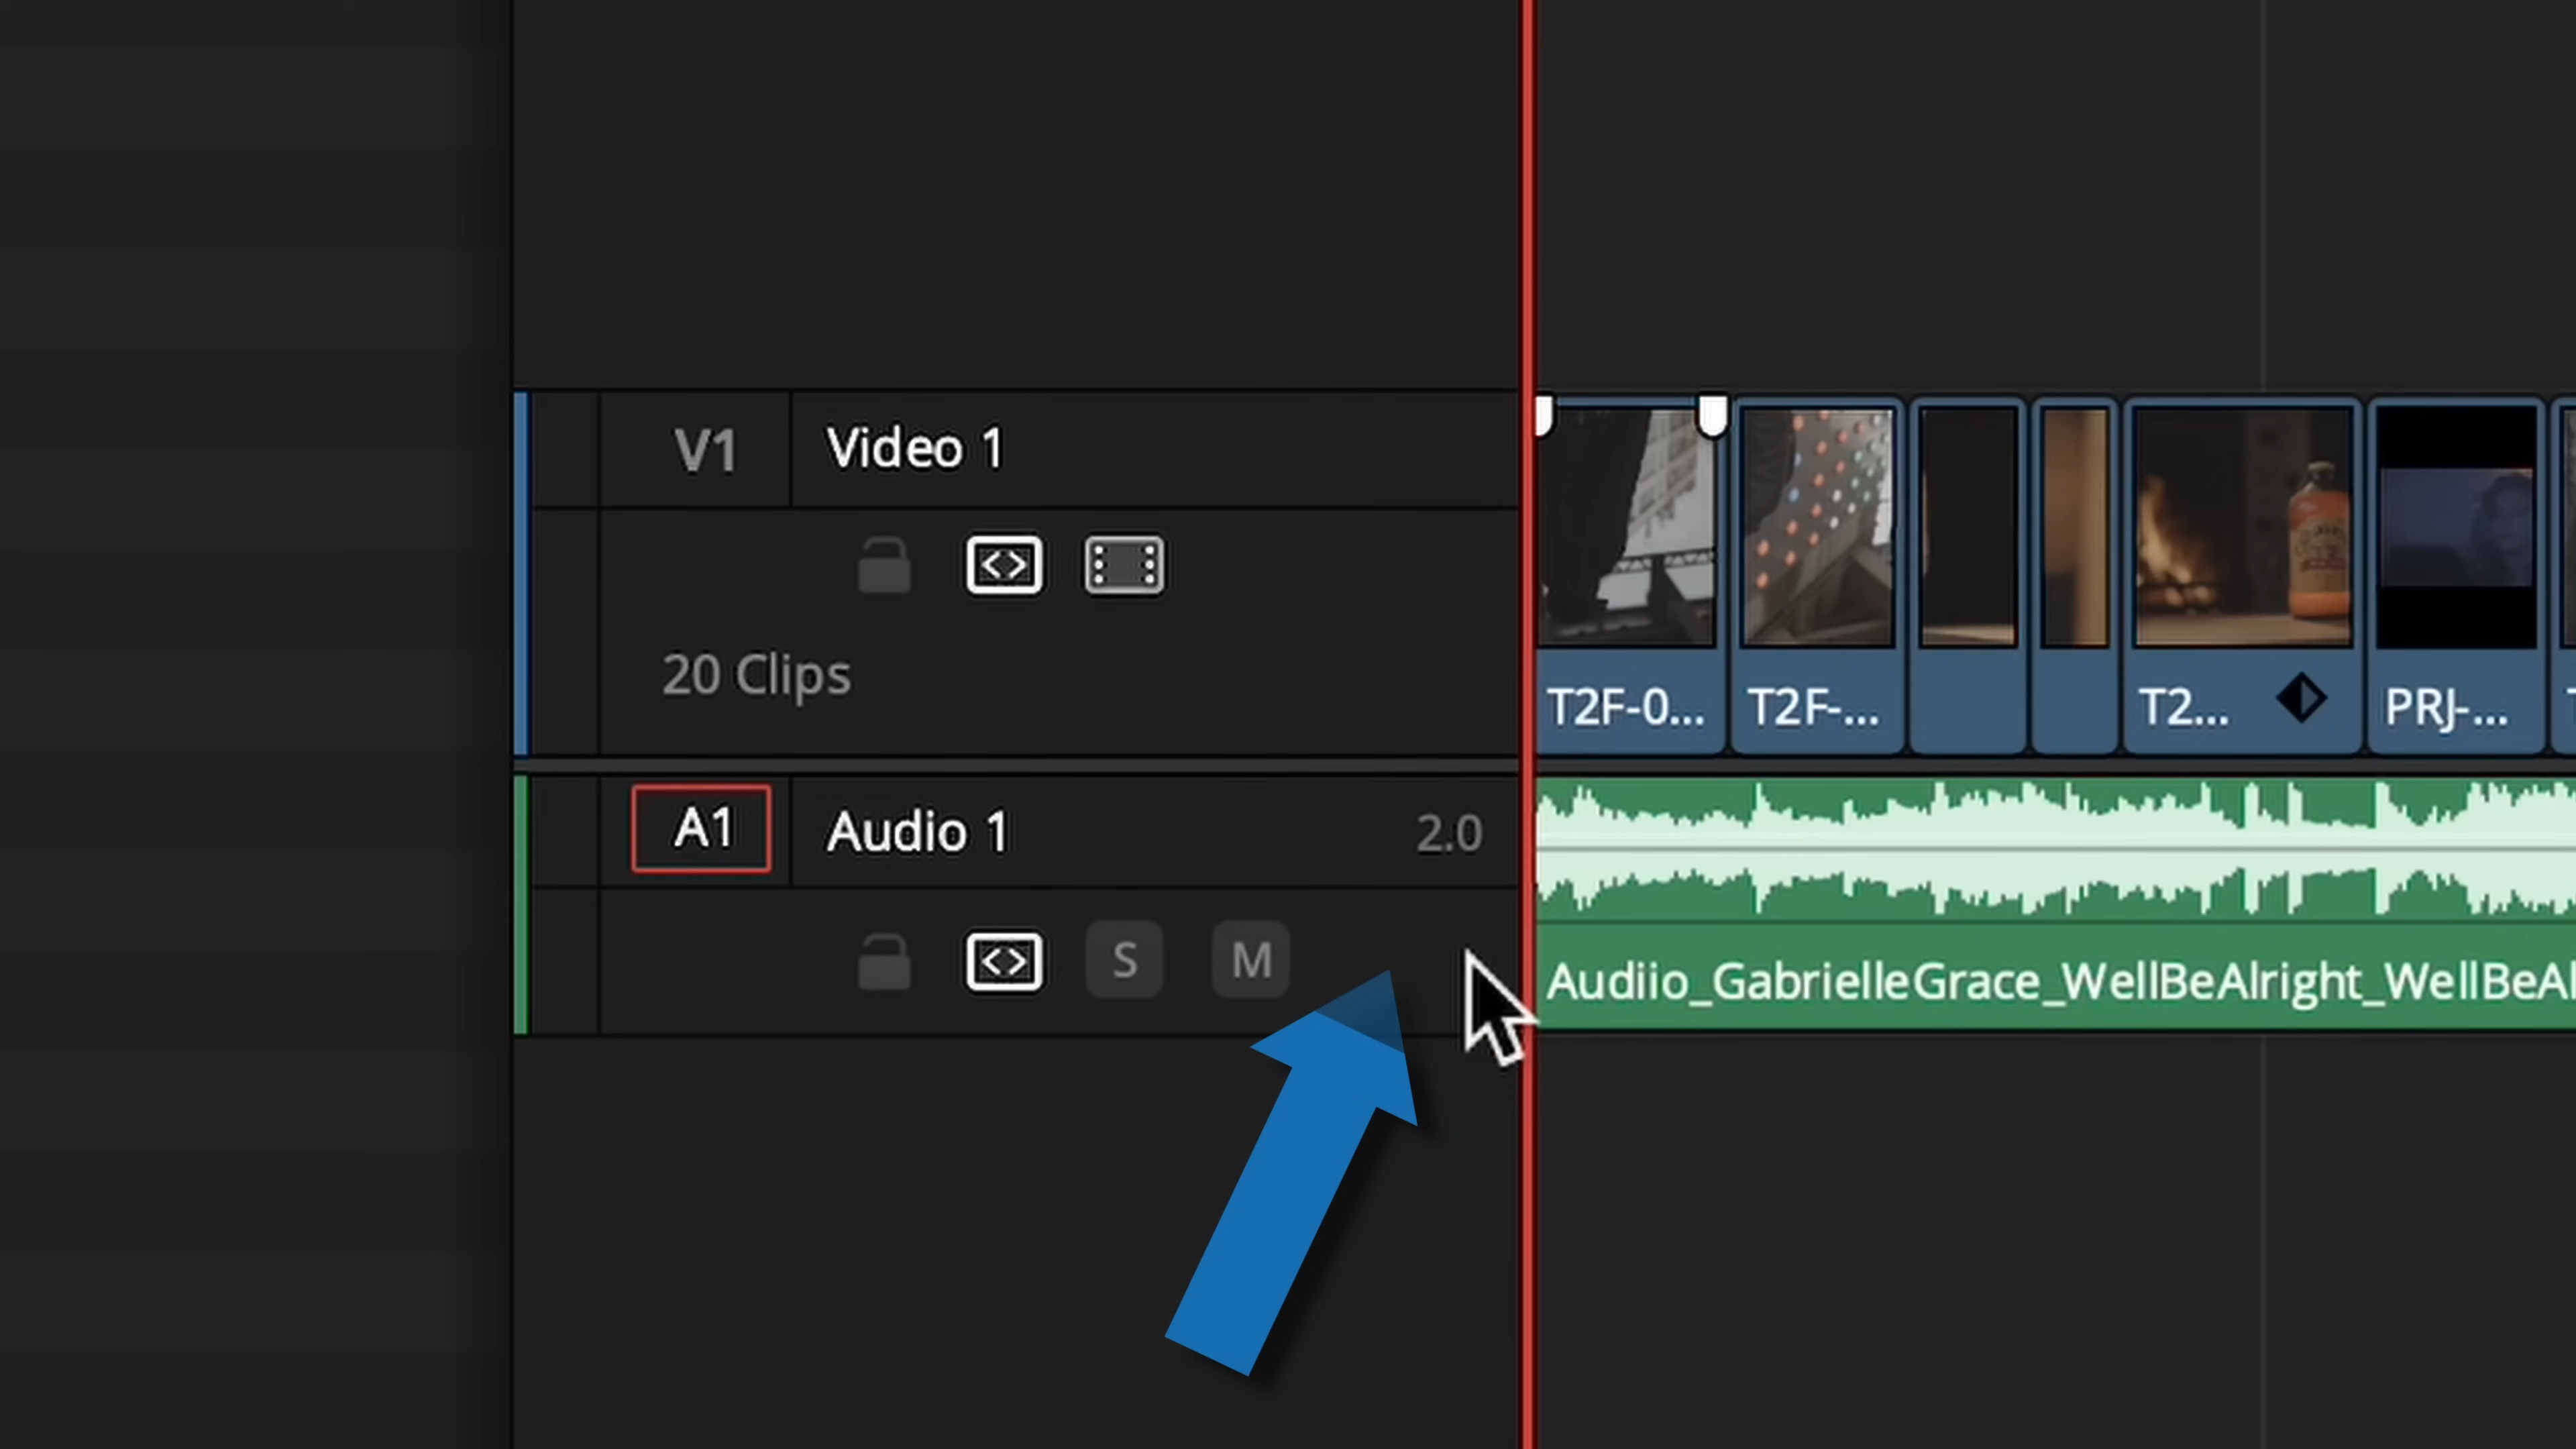 V1 Video 1
20 Clips
T2F-0... T2F-... T2... PRJ-...
A1 Audio 1 2.0
S M
Audiio_GabrielleGrace_WellBeAlright_WellBeAl